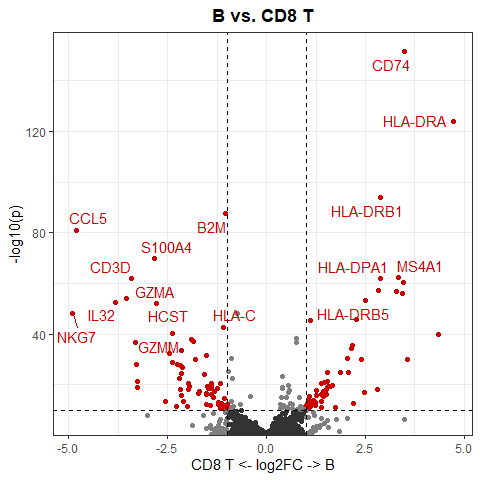 B vs. CD8 T
CD74
HLA-DRA
120
HLA-DRB1
CCL5
B2M
80
S100A4
CD3D
HLA-DPA1
MS4A1
GZMA
IL32
HCST
HLA-C
HLA-DRB5
NKG7
GZMM
40
-log10(p)
-5.0
-2.5
0.0
2.5
5.0
CD8 T <- log2FC -> B